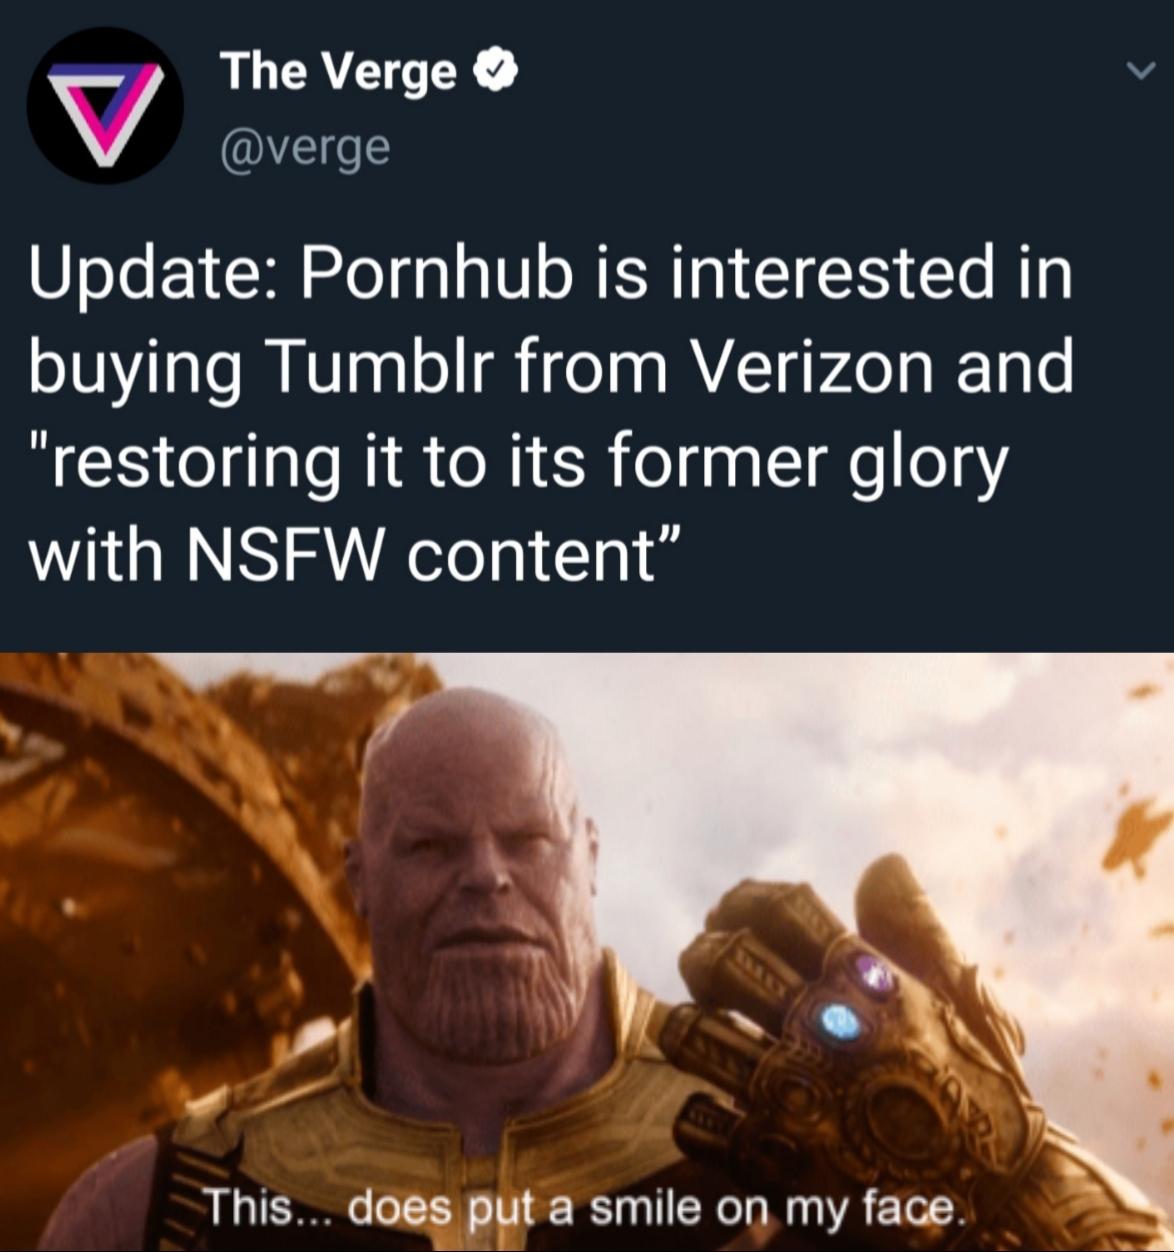 The Verge
@verge
Update: Pornhub is interested in
buying Tumblr from Verizon and
"restoring it to its former glory
with NSFW content”
This... does put a smile on my face.